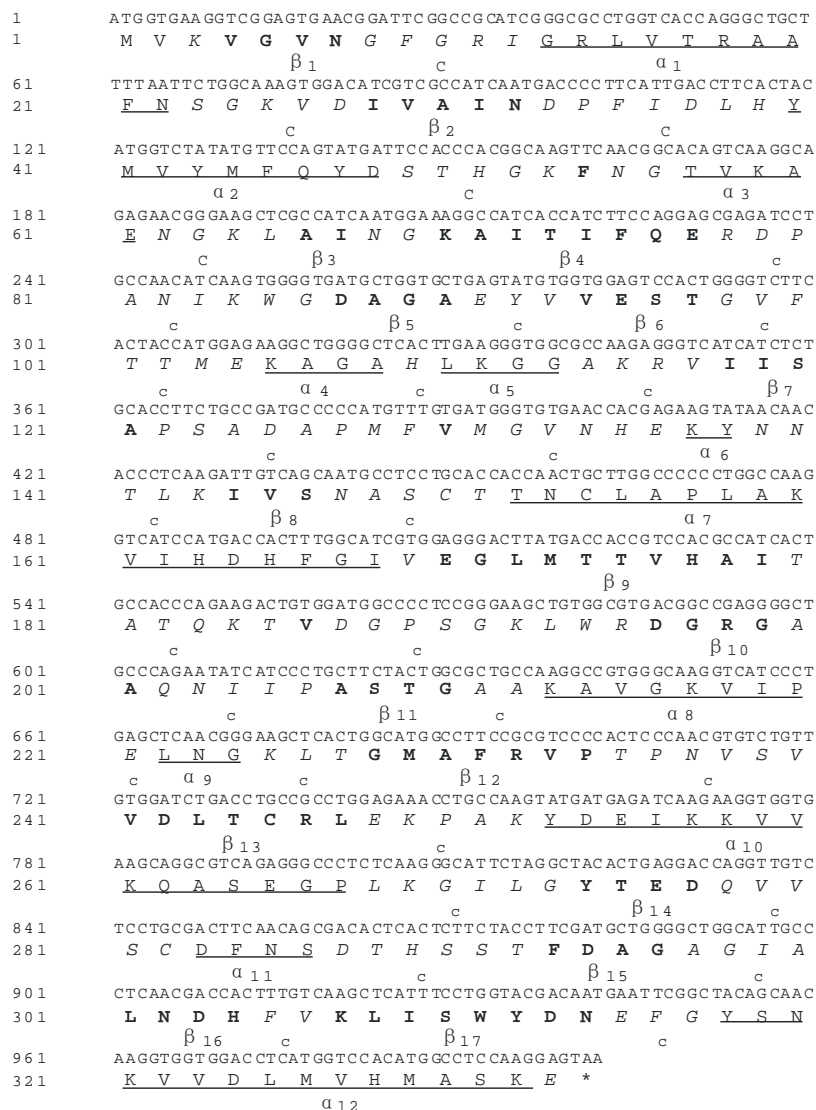 1 ATGGTGAAGGTCGGAGTGAACGGATTCGGCCGCATCGGGCGCCTGGTCACCAGGGCTGCT
1 M V K V G V N G F G R I G R L V T R A A
β1 c α1
61 TTTAATTCTGGCAAAGTGGACATCGTCGCCATCAATGACCCCTTCATTGACCTTCACTAC
21 F N S G K V D I V A I N D P F I D L H Y
c β2 c
121 ATGGTCTATATGTTCCAGTATGATTCCACCCACGGCAAGTTCAACGGCACAGTCAAGGCA
41 M V Y M F Q Y D S T H G K F N G T V K A
α2 c α3
181 GAGAACGGGAAGCTCGCCATCAATGGAAAGGCCATCACCATCTTCCAGGAGCGAGATCCT
61 E N G K L A I N G K A I T I F Q E R D P
c β3 β4
241 GCCAACATCAAGTGGGGTGATGCTGGTGCTGAGTATGTGGTGGAGTCCACTGGGGTCTTC
81 A N I K W G D A G A E Y V V E S T G V F
c β5 c β6 c
301 ACTACCATGGAGAAGGCTGGGGCTCACTTGAAGGGTGGCGCCAAGAGGGTCATCATCTCT
101 T T M E K A G A H L K G G A K R V I I S
c α4 c α5 c β7
361 GCACCTTCTGCCGATGCCCCCATGTTTGTGATGGGTGTGAACCACGAGAAGTATAACAAC
121 A P S A D A P M F V M G V N H E K Y N N
c c α6
421 ACCCTCAAGATTGTCAGCAATGCCTCCTGCACCACCAACTGCTTGGCCCCCCTGGCCAAG
141 T L K I V S N A S C T T N C L A P L A K
c β8 c α7
481 GTCATCCATGACCACTTTGGCATCGTGGAGGGACTTATGACCACCGTCCACGCCATCACT
161 V I H D H F G I V E G L M T T V H A I T
β9
541 GCCACCCAGAAGACTGTGGATGGCCCCTCCGGGAAGCTGTGGCGTGACGGCCGAGGGGCT
181 A T Q K T V D G P S G K L W R D G R G A
c c β10
601 GCCCAGAATATCATCCCTGCTTCTACTGGCGCTGCCAAGGCCGTGGGCAAGGTCATCCCT
201 A Q N I I P A S T G A A K A V G K V I P
c β11 c α8
661 GAGCTCAACGGGAAGCTCACTGGCATGGCCTTCCGCGTCCCCACTCCCAACGTGTCTGTT
221 E L N G K L T G M A F R V P T P N V S V
c α9 c β12 c
721 GTGGATCTGACCTGCCGCCTGGAGAAACCTGCCAAGTATGATGAGATCAAGAAGGTGGTG
241 V D L T C R L E K P A K Y D E I K K V V
β13 c α10
781 AAGCAGGCGTCAGAGGGCCCTCTCAAGGGCATTCTAGGCTACACTGAGGACCAGGTTGTC
261 K Q A S E G P L K G I L G Y T E D Q V V
c β14 c
841 TCCTGCGACTTCAACAGCGACACTCACTCTTCTACCTTCGATGCTGGGGCTGGCATTGCC
281 S C D F N S D T H S S T F D A G A G I A
α11 c β15 c
901 CTCAACGACCACTTTGTCAAGCTCATTTCCTGGTACGACAATGAATTCGGCTACAGCAAC
301 L N D H F V K L I S W Y D N E F G Y S N
β16 c β17 c
961 AAGGTGGTGGACCTCATGGTCCACATGGCCTCCAAGGAGTAA
321 K V V D L M V H M A S K E *
α12